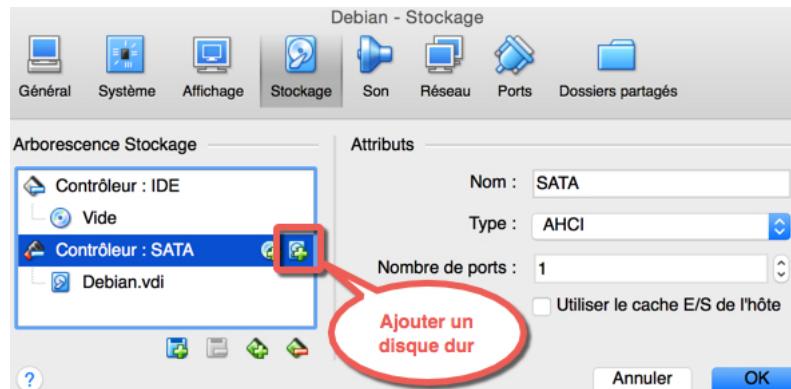 Debian - Stockage
Général Système Affichage Stockage Son Réseau Ports Dossiers partagés
Arborescence Stockage
Contrôleur : IDE
Vide
Contrôleur : SATA
Debian.vdi
Attributs
Nom : SATA
Type : AHCI
Nombre de ports : 1
Utiliser le cache E/S de l'hôte
Ajouter un
disque dur
?
Annuler OK